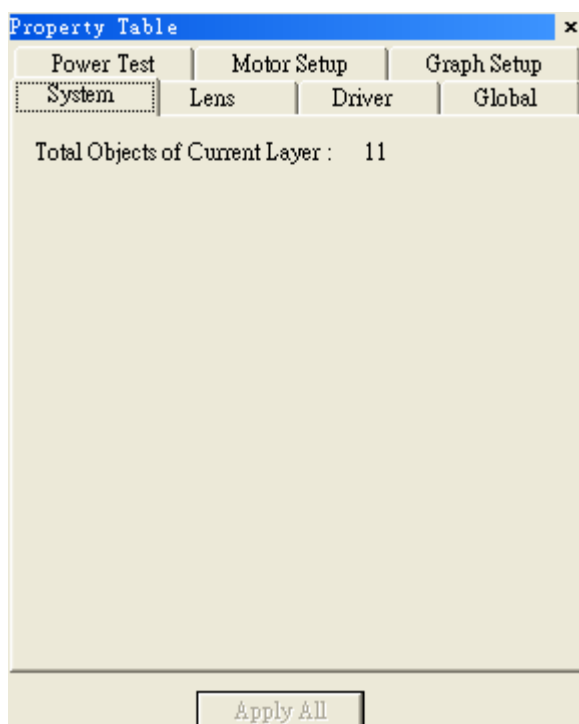 Property Table x
Power Test Motor Setup Graph Setup
System Lens Driver Global
Total Objects of Current Layer : 11
Apply All